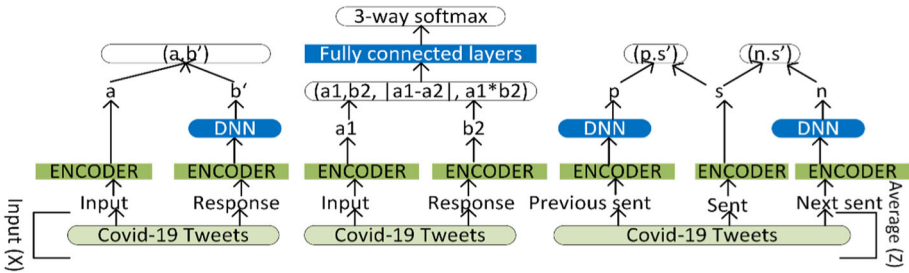 3-way softmax
(a.b')
Fully connected layers
(p.s')
(n.s')
a
b'
(a1,b2, |a1-a2|, a1*b2)
p
s
n
DNN
a1
b2
DNN
DNN
ENCODER
ENCODER
ENCODER
ENCODER
ENCODER
ENCODER
ENCODER
Input
Response
Input
Response
Previous sent
Sent
Next sent
Input (X)
Covid-19 Tweets
Covid-19 Tweets
Covid-19 Tweets
Average (Z)